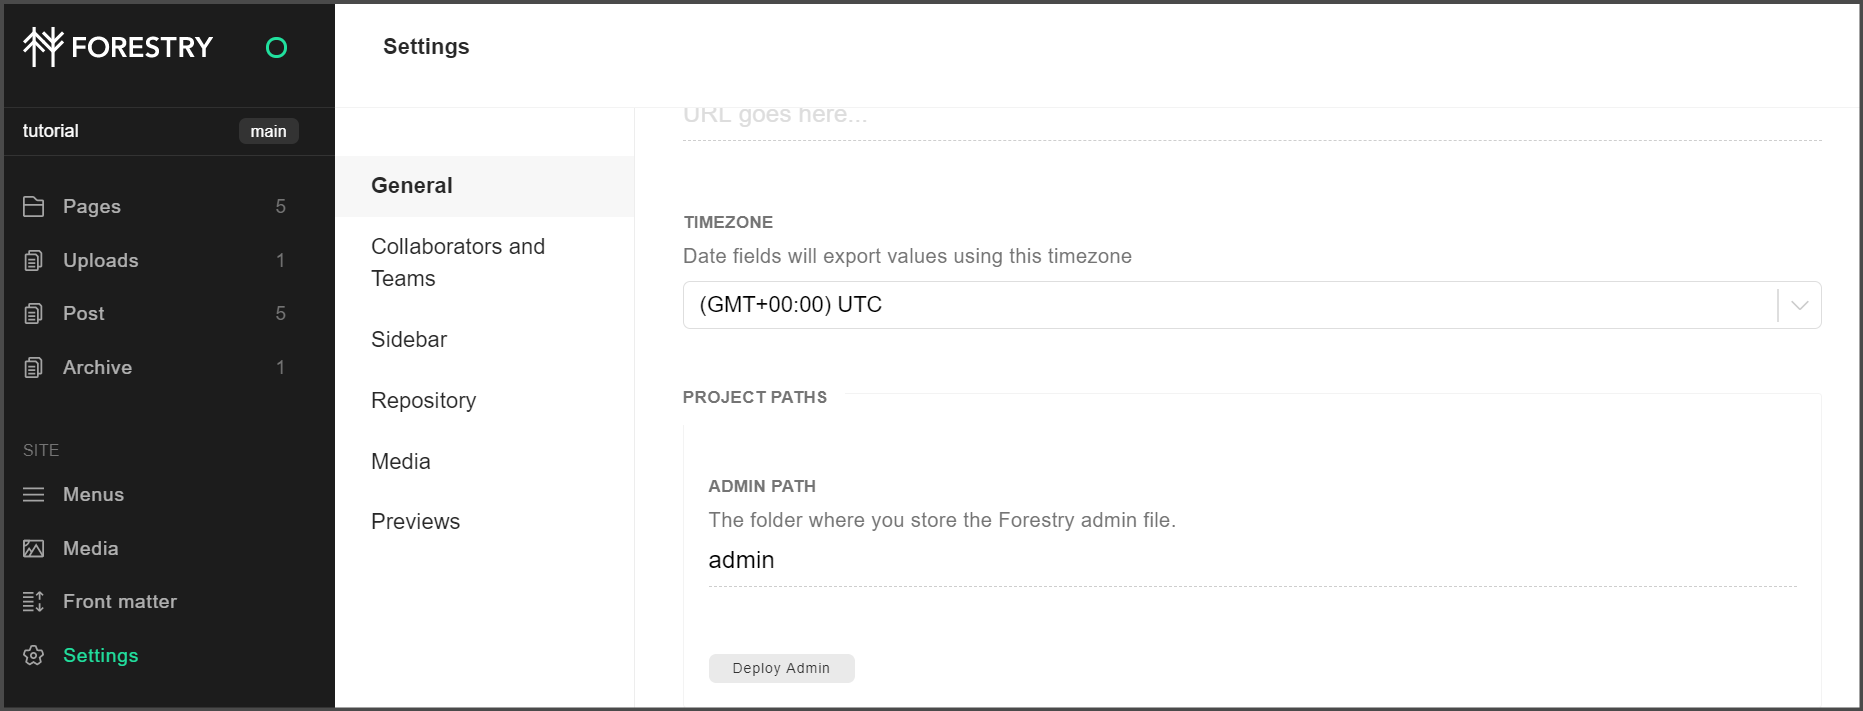 FORESTRY
tutorial
main
Pages 5
Uploads 1
Post 5
Archive 1
SITE
Menus
Media
Front matter
Settings
Settings
General
Collaborators and
Teams
Sidebar
Repository
Media
Previews
URL goes here...
TIMEZONE
Date fields will export values using this timezone
(GMT+00:00) UTC
PROJECT PATHS
ADMIN PATH
The folder where you store the Forestry admin file.
admin
Deploy Admin